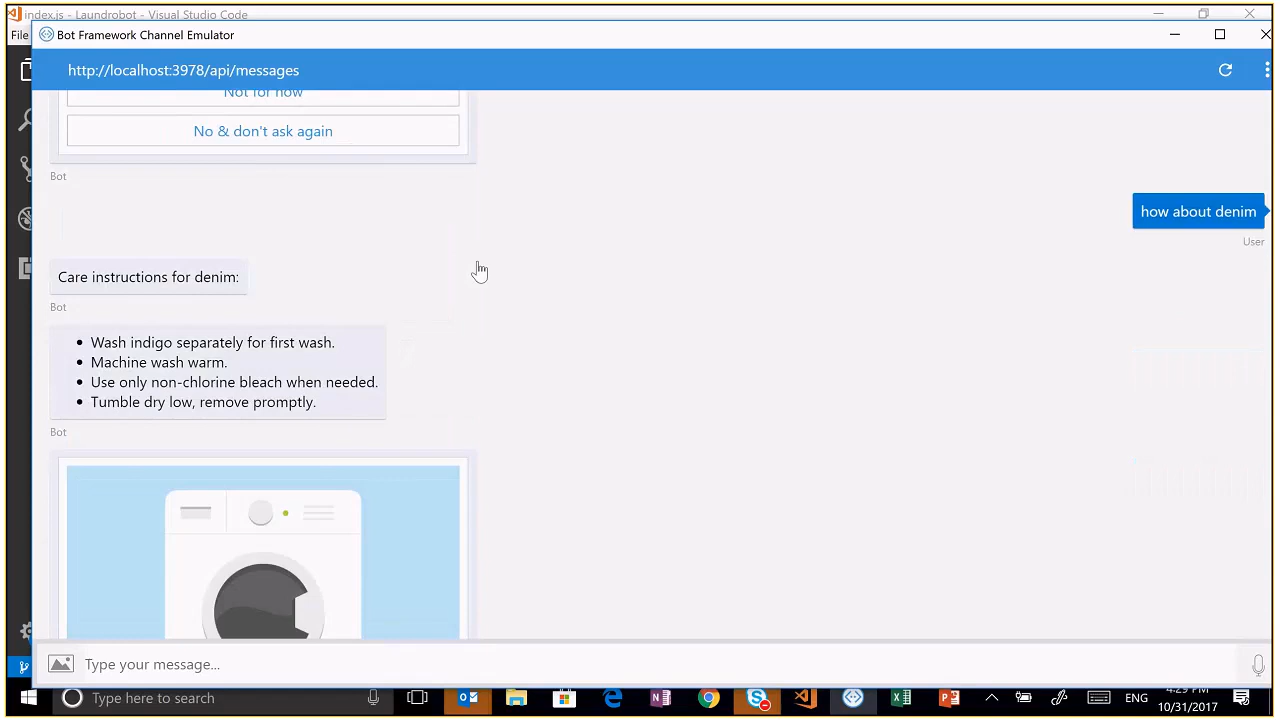 index.js - Laundrobot - Visual Studio Code
File
Bot Framework Channel Emulator
http://localhost:3978/api/messages
Not for now
No & don't ask again
Bot
how about denim
User
Care instructions for denim:
Bot
• Wash indigo separately for first wash.
• Machine wash warm.
• Use only non-chlorine bleach when needed.
• Tumble dry low, remove promptly.
Bot
Type your message...
Type here to search
ENG
4:29 PM
10/31/2017